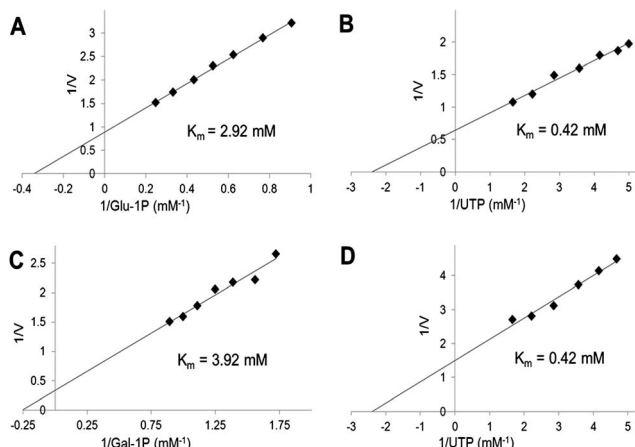 A
1/V
3
2.5
2
1.5
1
0.5
0
Km = 2.92 mM
-0.4 -0.2 0 0.2 0.4 0.6 0.8 1
1/Glu-1P (mM-1)
B
1/V
2
1.5
1
0.5
0
Km = 0.42 mM
-3 -2 -1 0 1 2 3 4 5
1/UTP (mM-1)
C
1/V
2.5
2
1.5
1
0.5
0
Km = 3.92 mM
-0.25 0.25 0.75 1.25 1.75
1/Gal-1P (mM-1)
D
1/V
4
3
2
1
0
Km = 0.42 mM
-3 -2 -1 0 1 2 3 4 5
1/UTP (mM-1)